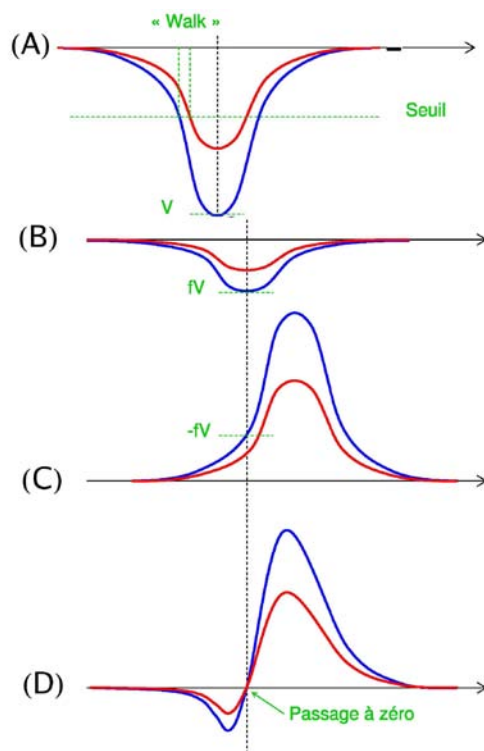 « Walk »
(A)
Seuil
V
(B)
fV
-fV
(C)
(D)
Passage à zéro